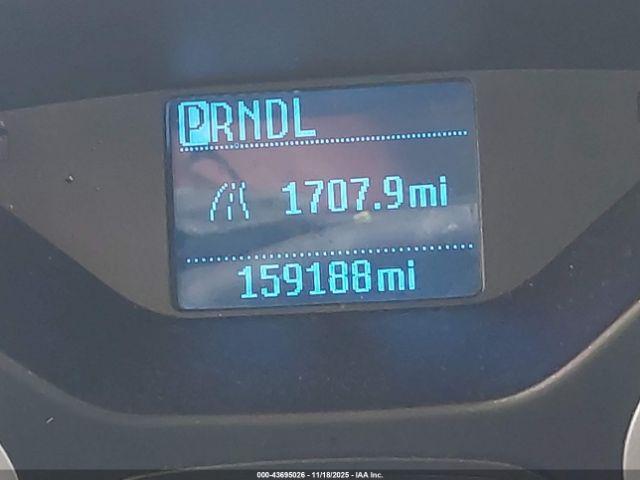 PRNDL
1707.9mi
159188mi
000-43695026 - 11/18/2025 - IAA Inc.